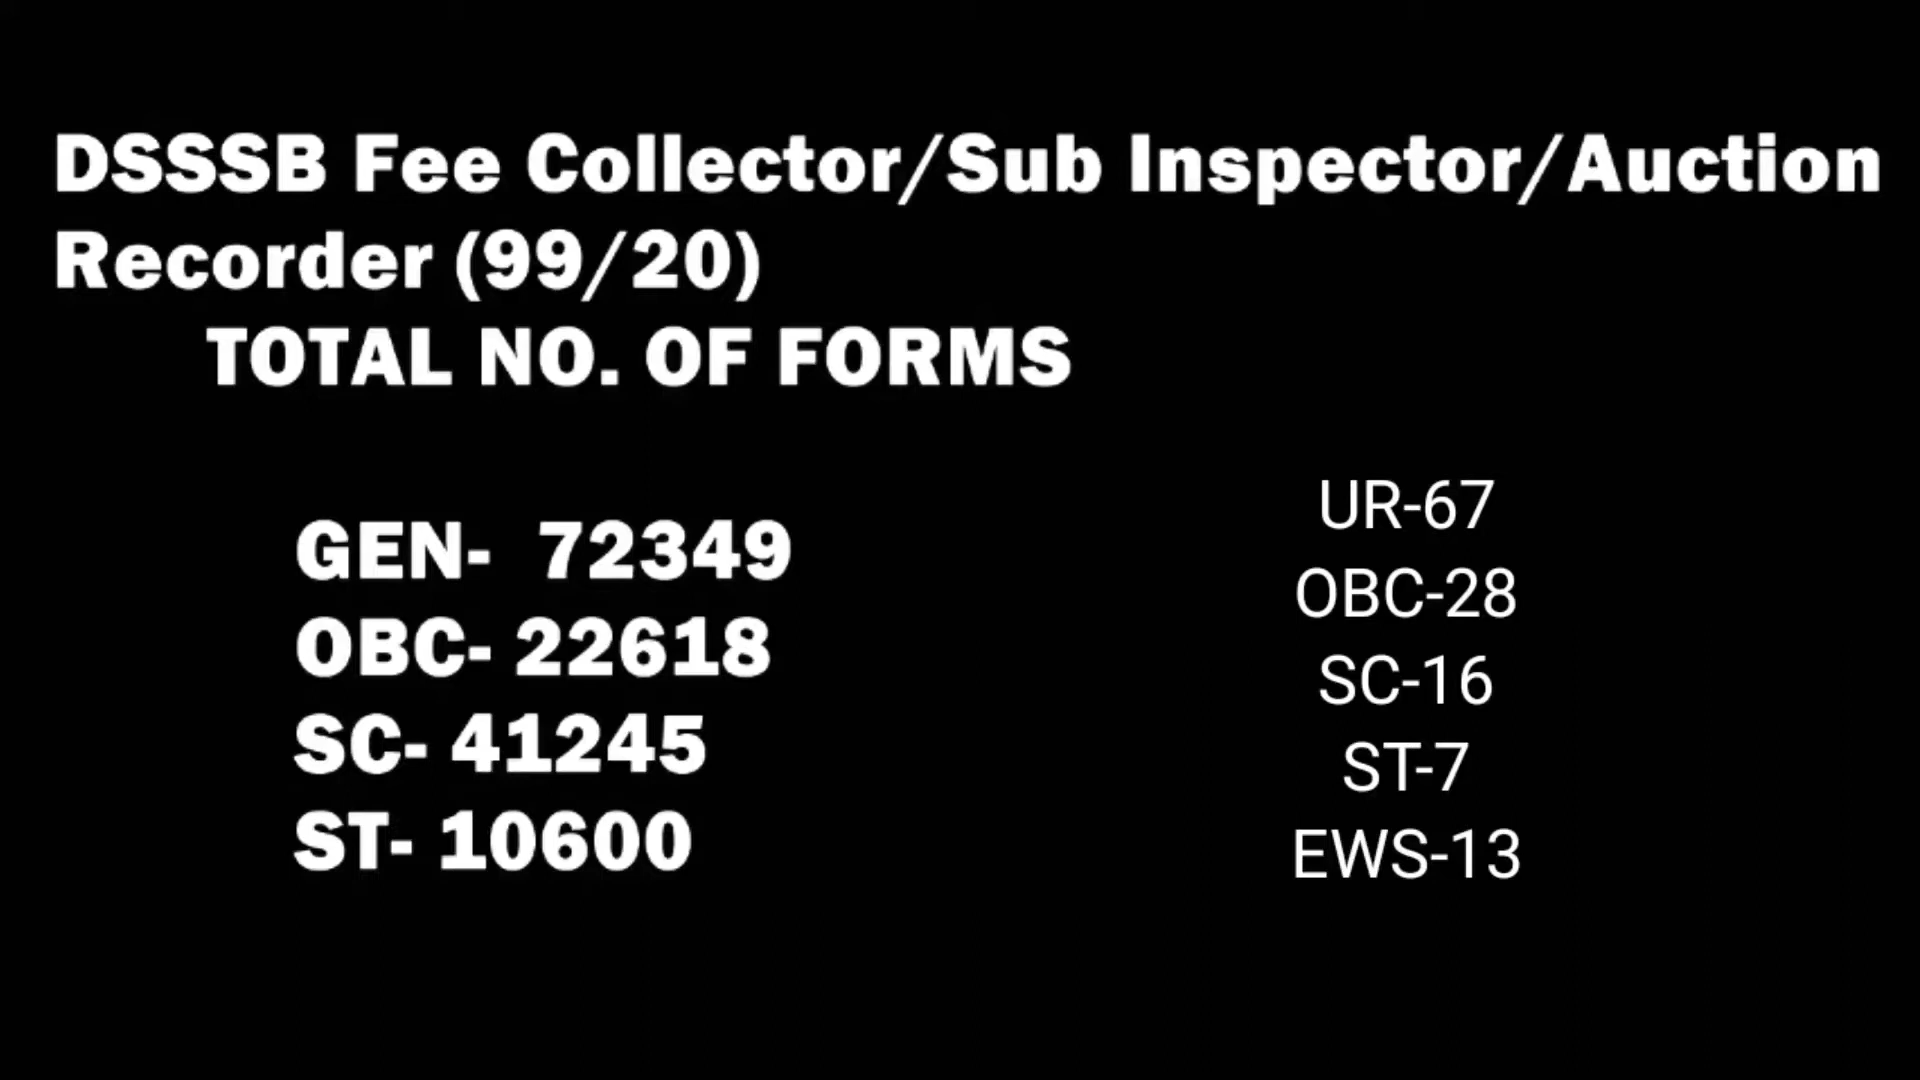 DSSSB Fee Collector/Sub Inspector/Auction
Recorder (99/20)
TOTAL NO. OF FORMS
GEN- 72349
OBC- 22618
SC- 41245
ST- 10600
UR-67
OBC-28
SC-16
ST-7
EWS-13